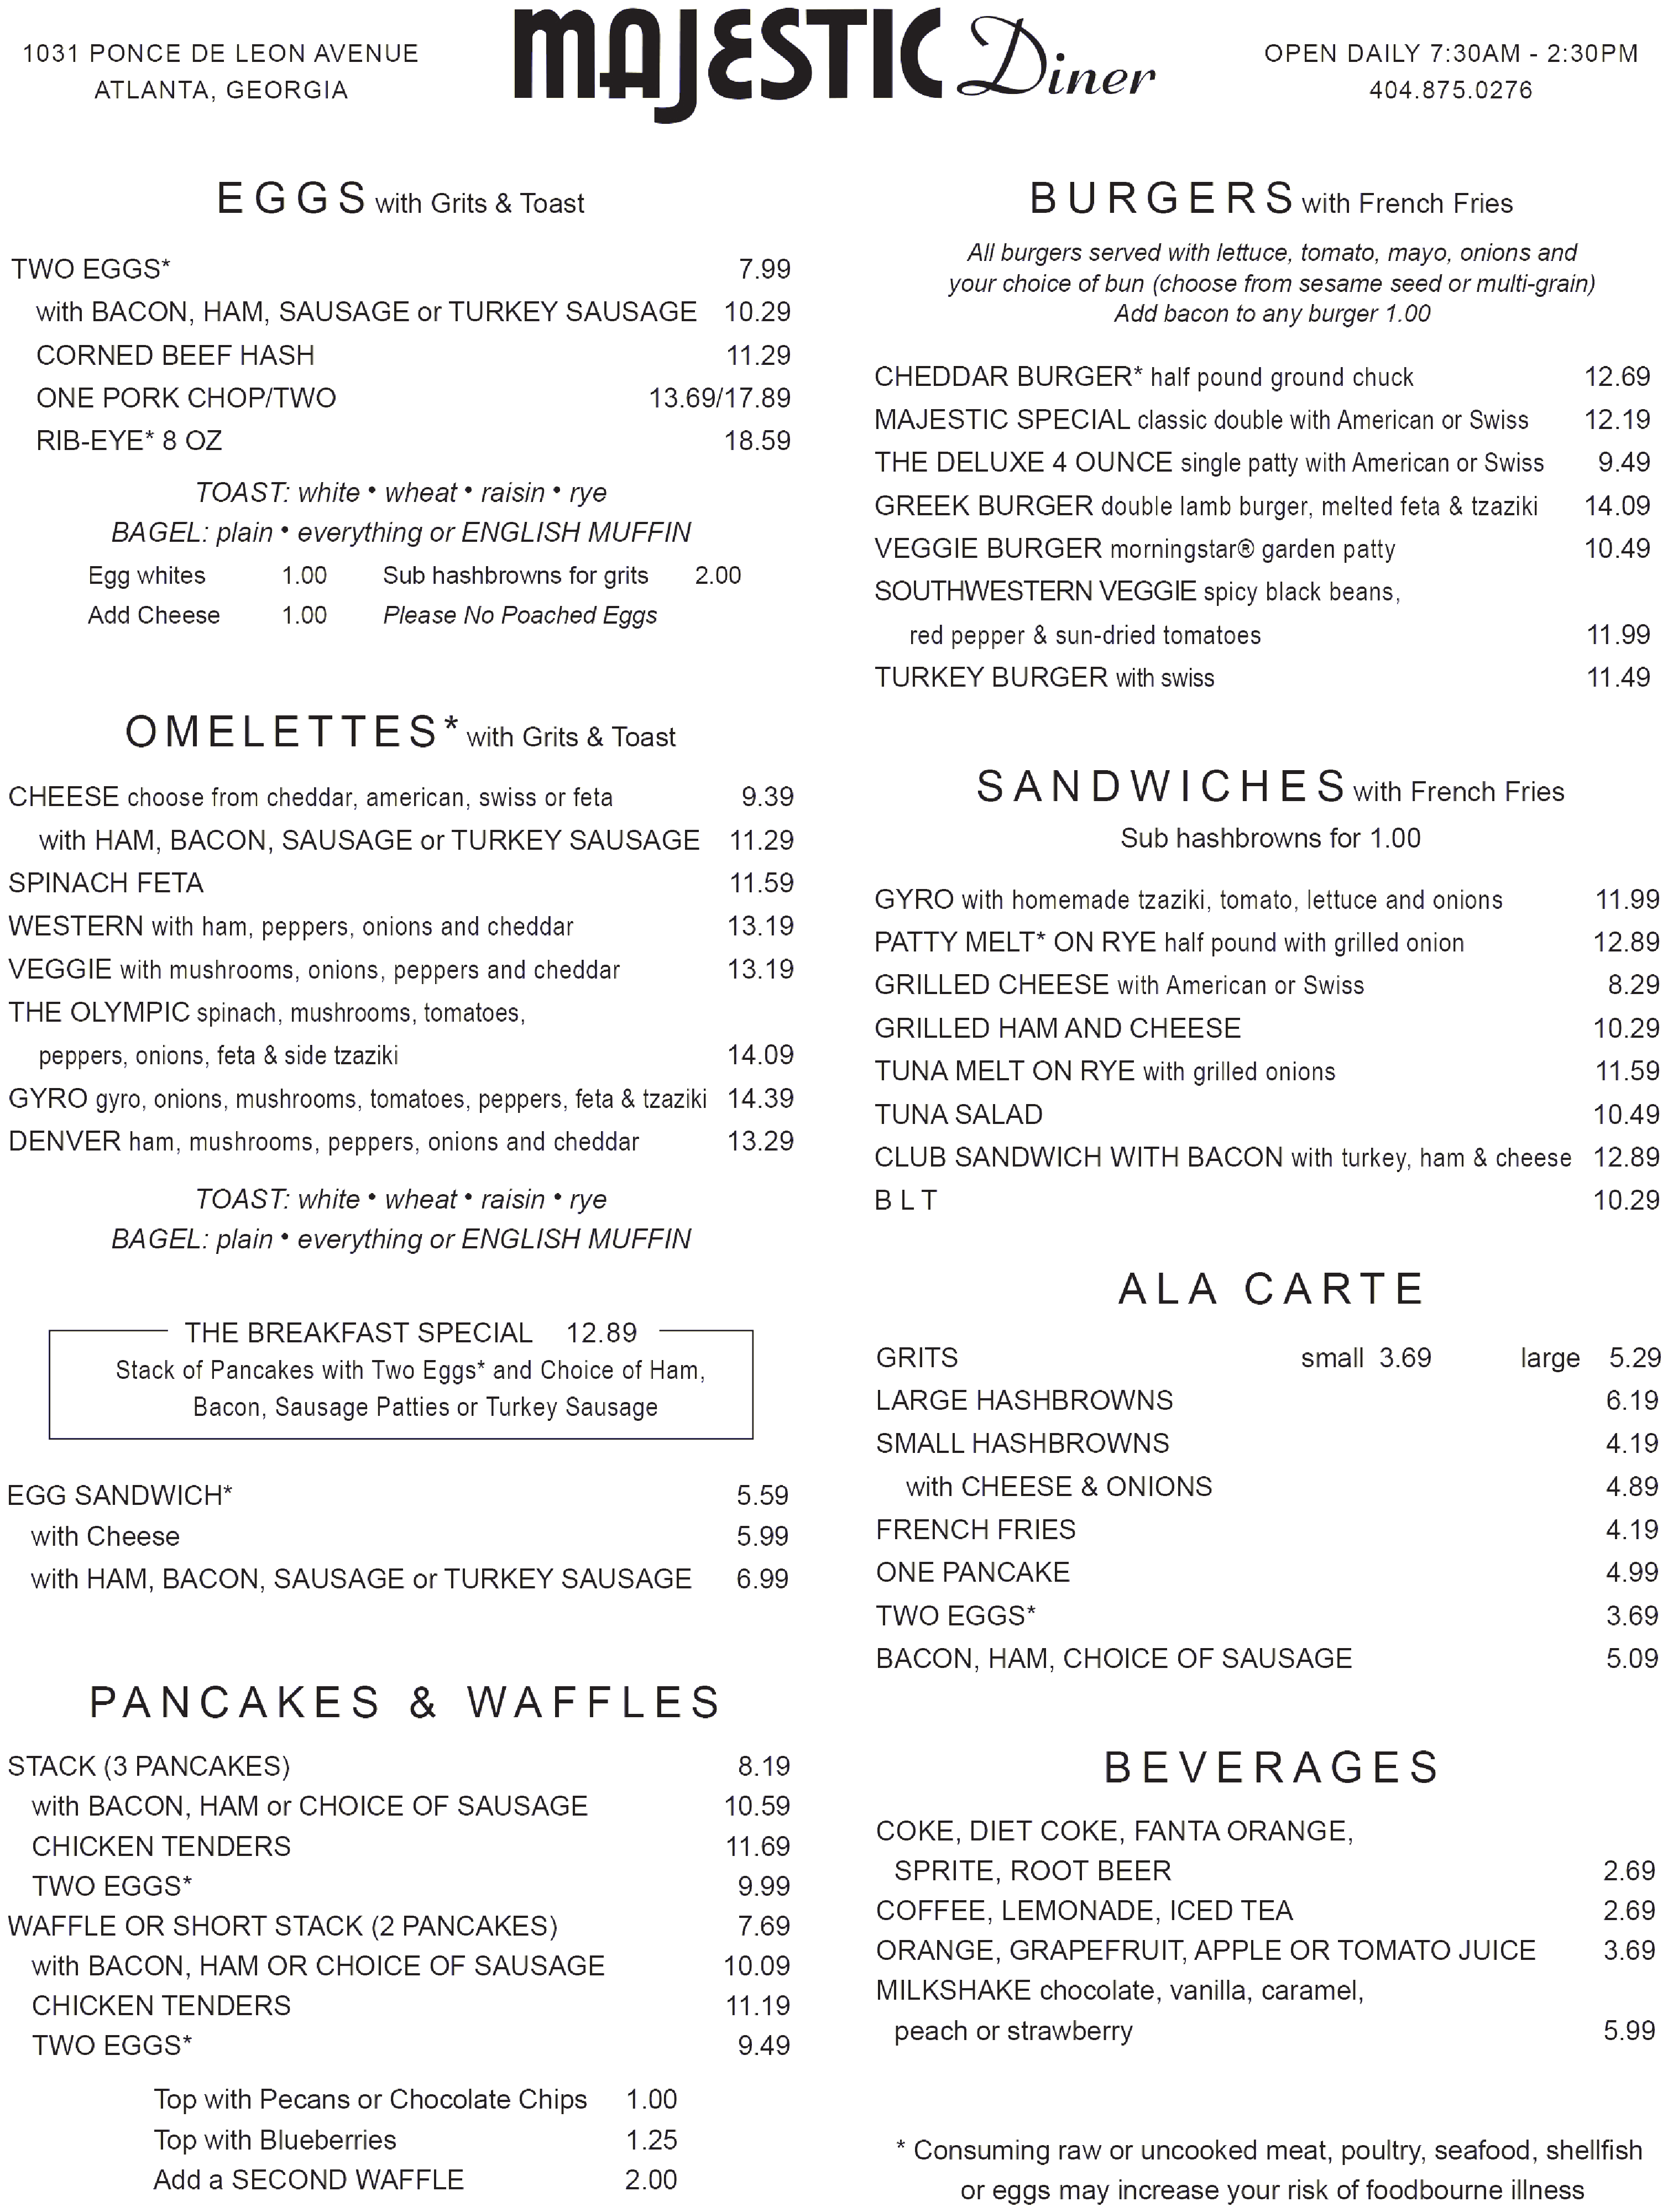 1031 PONCE DE LEON AVENUE
ATLANTA, GEORGIA
MAJESTIC Diner
OPEN DAILY 7:30AM - 2:30PM
404.875.0276
EGGS with Grits & Toast
TWO EGGS* 7.99
with BACON, HAM, SAUSAGE or TURKEY SAUSAGE 10.29
CORNED BEEF HASH 11.29
ONE PORK CHOP/TWO 13.69/17.89
RIB-EYE* 8 OZ 18.59
TOAST: white • wheat • raisin • rye
BAGEL: plain • everything or ENGLISH MUFFIN
Egg whites 1.00 Sub hashbrowns for grits 2.00
Add Cheese 1.00 Please No Poached Eggs
OMELETTES* with Grits & Toast
CHEESE choose from cheddar, american, swiss or feta 9.39
with HAM, BACON, SAUSAGE or TURKEY SAUSAGE 11.29
SPINACH FETA 11.59
WESTERN with ham, peppers, onions and cheddar 13.19
VEGGIE with mushrooms, onions, peppers and cheddar 13.19
THE OLYMPIC spinach, mushrooms, tomatoes,
peppers, onions, feta & side tzaziki 14.09
GYRO gyro, onions, mushrooms, tomatoes, peppers, feta & tzaziki 14.39
DENVER ham, mushrooms, peppers, onions and cheddar 13.29
TOAST: white • wheat • raisin • rye
BAGEL: plain • everything or ENGLISH MUFFIN
THE BREAKFAST SPECIAL 12.89
Stack of Pancakes with Two Eggs* and Choice of Ham,
Bacon, Sausage Patties or Turkey Sausage
EGG SANDWICH* 5.59
with Cheese 5.99
with HAM, BACON, SAUSAGE or TURKEY SAUSAGE 6.99
PANCAKES & WAFFLES
STACK (3 PANCAKES) 8.19
with BACON, HAM or CHOICE OF SAUSAGE 10.59
CHICKEN TENDERS 11.69
TWO EGGS* 9.99
WAFFLE OR SHORT STACK (2 PANCAKES) 7.69
with BACON, HAM OR CHOICE OF SAUSAGE 10.09
CHICKEN TENDERS 11.19
TWO EGGS* 9.49
Top with Pecans or Chocolate Chips 1.00
Top with Blueberries 1.25
Add a SECOND WAFFLE 2.00
BURGERS with French Fries
All burgers served with lettuce, tomato, mayo, onions and
your choice of bun (choose from sesame seed or multi-grain)
Add bacon to any burger 1.00
CHEDDAR BURGER* half pound ground chuck 12.69
MAJESTIC SPECIAL classic double with American or Swiss 12.19
THE DELUXE 4 OUNCE single patty with American or Swiss 9.49
GREEK BURGER double lamb burger, melted feta & tzaziki 14.09
VEGGIE BURGER morningstar® garden patty 10.49
SOUTHWESTERN VEGGIE spicy black beans,
red pepper & sun-dried tomatoes 11.99
TURKEY BURGER with swiss 11.49
SANDWICHES with French Fries
Sub hashbrowns for 1.00
GYRO with homemade tzaziki, tomato, lettuce and onions 11.99
PATTY MELT* ON RYE half pound with grilled onion 12.89
GRILLED CHEESE with American or Swiss 8.29
GRILLED HAM AND CHEESE 10.29
TUNA MELT ON RYE with grilled onions 11.59
TUNA SALAD 10.49
CLUB SANDWICH WITH BACON with turkey, ham & cheese 12.89
B L T 10.29
ALA CARTE
GRITS small 3.69 large 5.29
LARGE HASHBROWNS 6.19
SMALL HASHBROWNS 4.19
with CHEESE & ONIONS 4.89
FRENCH FRIES 4.19
ONE PANCAKE 4.99
TWO EGGS* 3.69
BACON, HAM, CHOICE OF SAUSAGE 5.09
BEVERAGES
COKE, DIET COKE, FANTA ORANGE,
SPRITE, ROOT BEER 2.69
COFFEE, LEMONADE, ICED TEA 2.69
ORANGE, GRAPEFRUIT, APPLE OR TOMATO JUICE 3.69
MILKSHAKE chocolate, vanilla, caramel,
peach or strawberry 5.99
* Consuming raw or uncooked meat, poultry, seafood, shellfish
or eggs may increase your risk of foodbourne illness